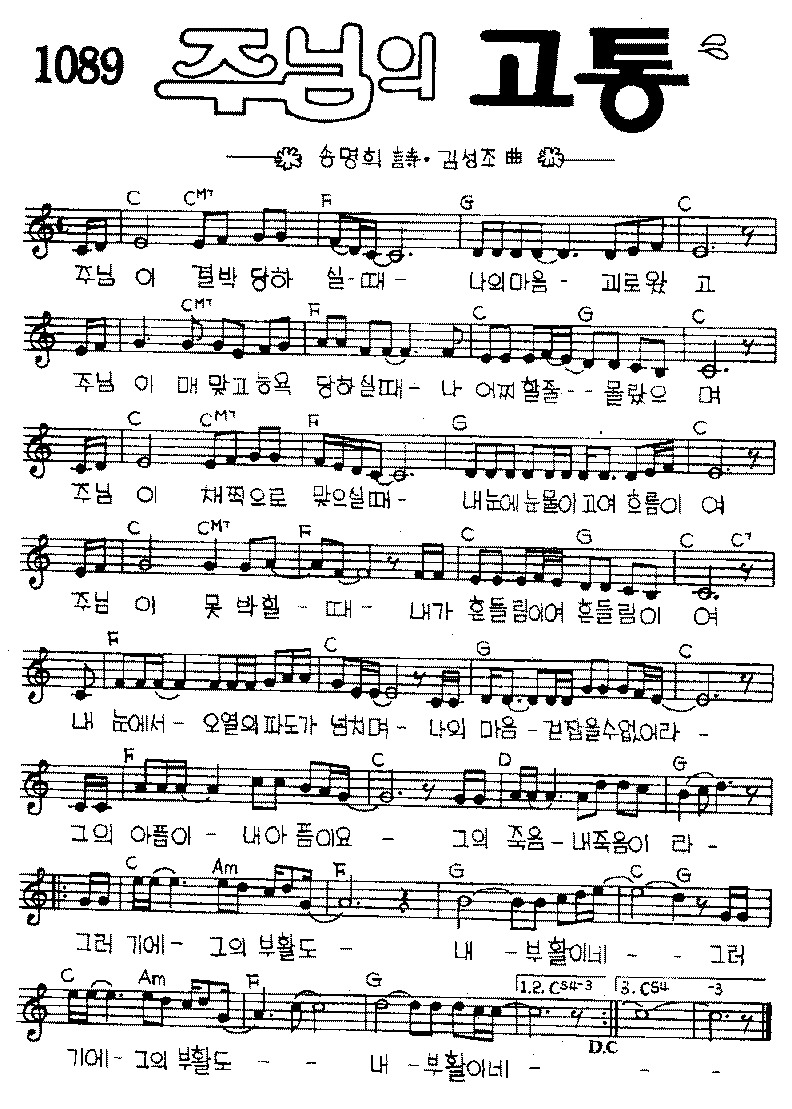 1089 주님의 고통
송명희 詩·김성조 曲
C CM7 F G C
주님 이 결박 당하 실-때- 나의마음- 괴로왔 고
CM7 F C G C
주님 이 매 맞고능욕 당하실때- 나 어찌할줄-- 몰랐으 며
C CM7 F G C
주님 이 채찍으로 맞으실때- 내눈에눈물이고여 흐름이 여
C CM7 F C G C C7
주님 이 못 박힐 - 때- 내가 흔들림이여 흔들림이 여
F C G C
내 눈에서- 오열의파도가 넘치며- 나의 마음-걷잡을수없어라 -
F C D G
그의 아픔이 - 내아 픔이요 - 그의 죽음-내죽음이 라-
C Am F G C G
그러 기에- 그의 부활도 - 내 -부활이네 - - 그러
C Am F G 1.2. CS4-3 3. CS4 -3
D.C
기에-그의 부활도 - - 내 -부활이네 - - -